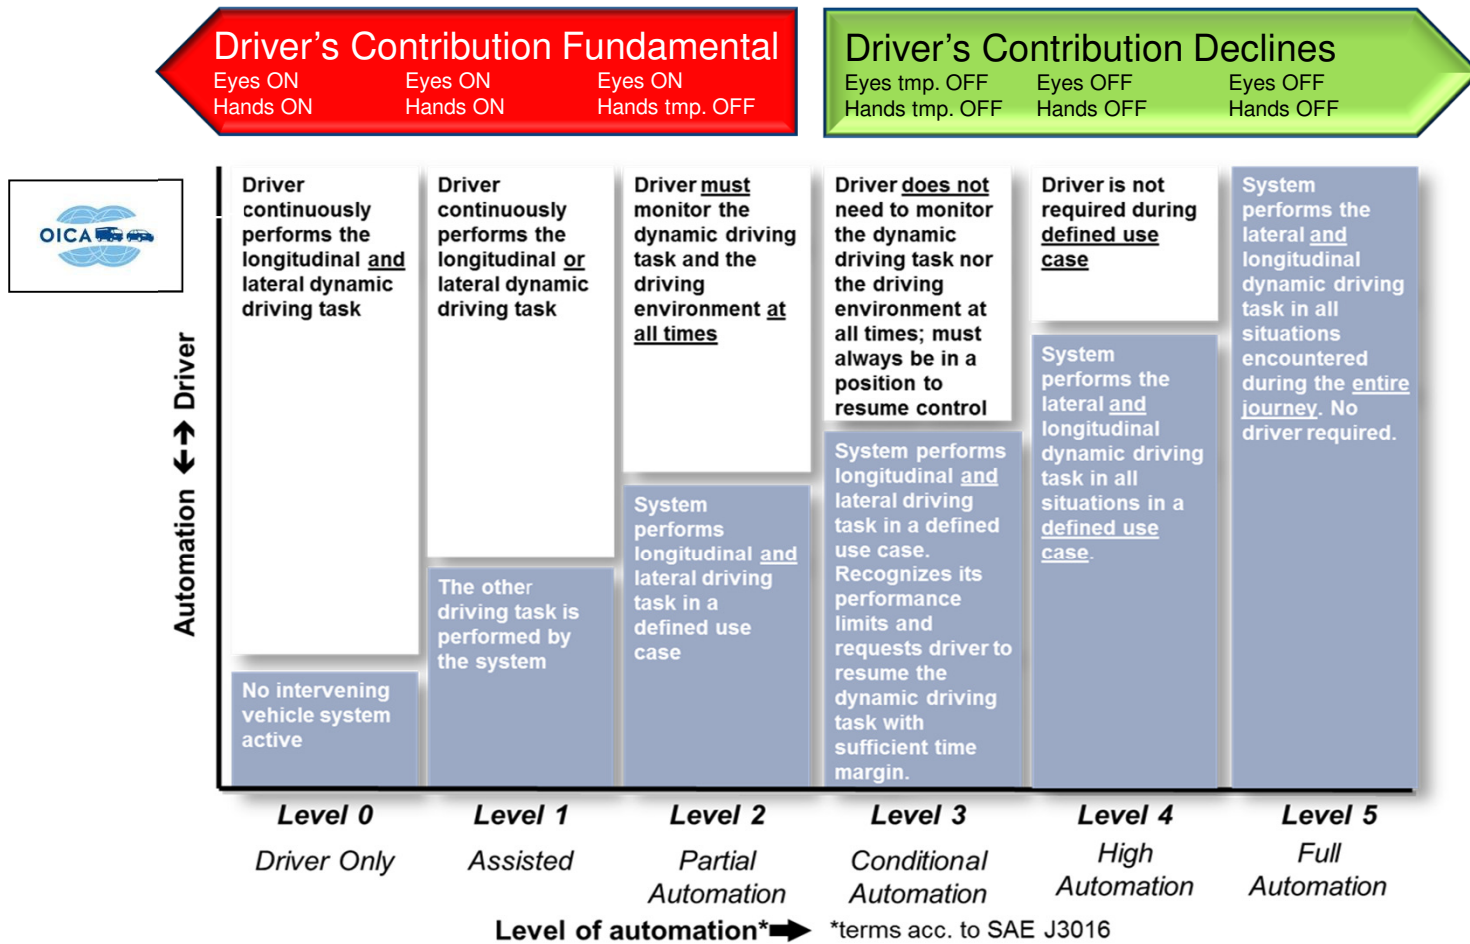 Driver's Contribution Fundamental
Eyes ON
Hands ON
Eyes ON
Hands ON
Eyes ON
Hands tmp. OFF
Driver's Contribution Declines
Eyes tmp. OFF
Hands tmp. OFF
Eyes OFF
Hands OFF
Eyes OFF
Hands OFF
OICA
Automation ←→ Driver
Driver
continuously
performs the
longitudinal and
lateral dynamic
driving task
No intervening
vehicle system
active
Driver
continuously
performs the
longitudinal or
lateral dynamic
driving task
The other
driving task is
performed by
the system
Driver must
monitor the
dynamic driving
task and the
driving
environment at
all times
System
performs
longitudinal and
lateral driving
task in a
defined use
case
Driver does not
need to monitor
the dynamic
driving task nor
the driving
environment at
all times; must
always be in a
position to
resume control
System performs
longitudinal and
lateral driving
task in a defined
use case.
Recognizes its
performance
limits and
requests driver to
resume the
dynamic driving
task with
sufficient time
margin.
Driver is not
required during
defined use
case
System
performs the
lateral and
longitudinal
dynamic driving
task in all
situations in a
defined use
case.
System
performs the
lateral and
longitudinal
dynamic driving
task in all
situations
encountered
during the entire
journey. No
driver required.
Level 0
Driver Only
Level 1
Assisted
Level 2
Partial
Automation
Level 3
Conditional
Automation
Level 4
High
Automation
Level 5
Full
Automation
Level of automation*➡ *terms acc. to SAE J3016